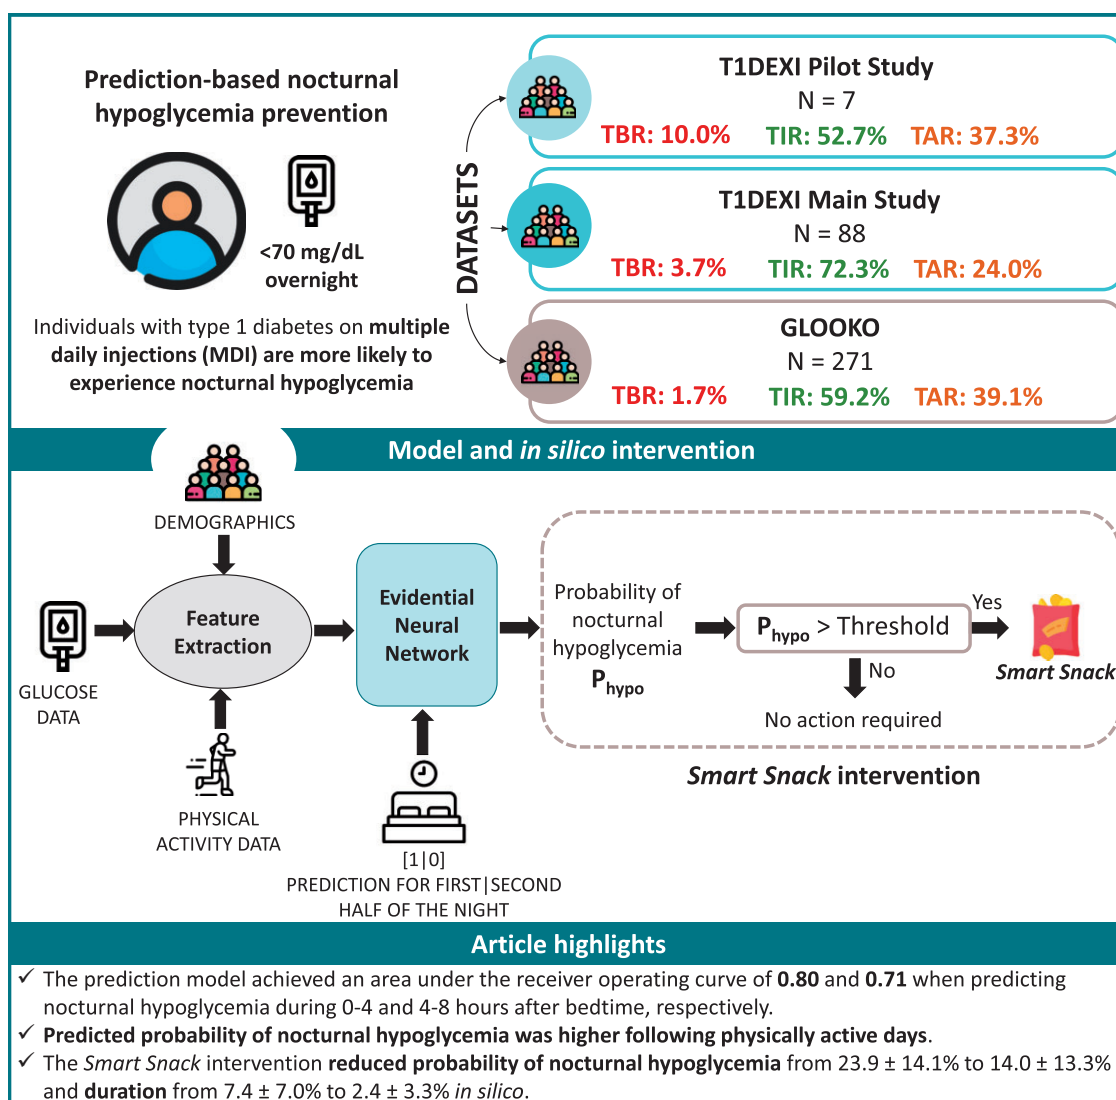 Prediction-based nocturnal
hypoglycemia prevention
<70 mg/dL
overnight
Individuals with type 1 diabetes on multiple
daily injections (MDI) are more likely to
experience nocturnal hypoglycemia
DATASETS
T1DEXI Pilot Study
N = 7
TBR: 10.0% TIR: 52.7% TAR: 37.3%
T1DEXI Main Study
N = 88
TBR: 3.7% TIR: 72.3% TAR: 24.0%
GLOOKO
N = 271
TBR: 1.7% TIR: 59.2% TAR: 39.1%
Model and in silico intervention
DEMOGRAPHICS
GLUCOSE
DATA
Feature
Extraction
PHYSICAL
ACTIVITY DATA
Evidential
Neural
Network
[1|0]
PREDICTION FOR FIRST|SECOND
HALF OF THE NIGHT
Probability of
nocturnal
hypoglycemia
Phypo
Phypo > Threshold
Yes
Smart Snack
No
No action required
Smart Snack intervention
Article highlights
✓ The prediction model achieved an area under the receiver operating curve of 0.80 and 0.71 when predicting
nocturnal hypoglycemia during 0-4 and 4-8 hours after bedtime, respectively.
✓ Predicted probability of nocturnal hypoglycemia was higher following physically active days.
✓ The Smart Snack intervention reduced probability of nocturnal hypoglycemia from 23.9 ± 14.1% to 14.0 ± 13.3%
and duration from 7.4 ± 7.0% to 2.4 ± 3.3% in silico.